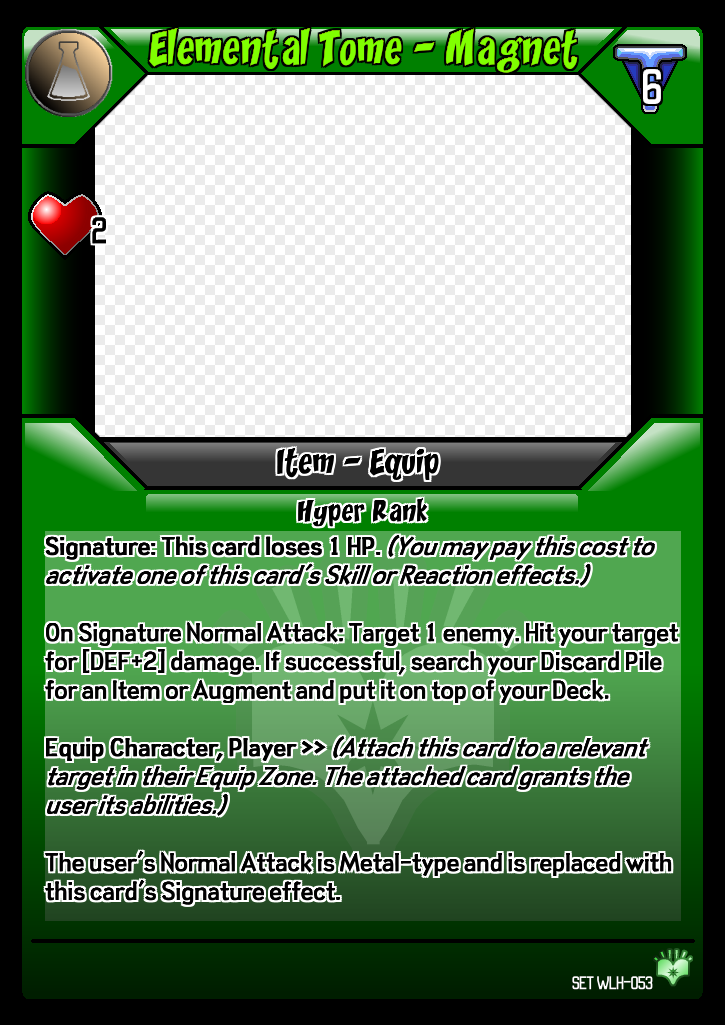 Elemental Tome - Magnet
6
2
Item - Equip
Hyper Rank
Signature: This card loses 1 HP. (You may pay this cost to
activate one of this card's Skill or Reaction effects.)
On Signature Normal Attack: Target 1 enemy. Hit your target
for [DEF+2] damage. If successful, search your Discard Pile
for an Item or Augment and put it on top of your Deck.
Equip Character, Player >> (Attach this card to a relevant
target in their Equip Zone. The attached card grants the
user its abilities.)
The user's Normal Attack is Metal-type and is replaced with
this card's Signature effect.
SET WLH-053